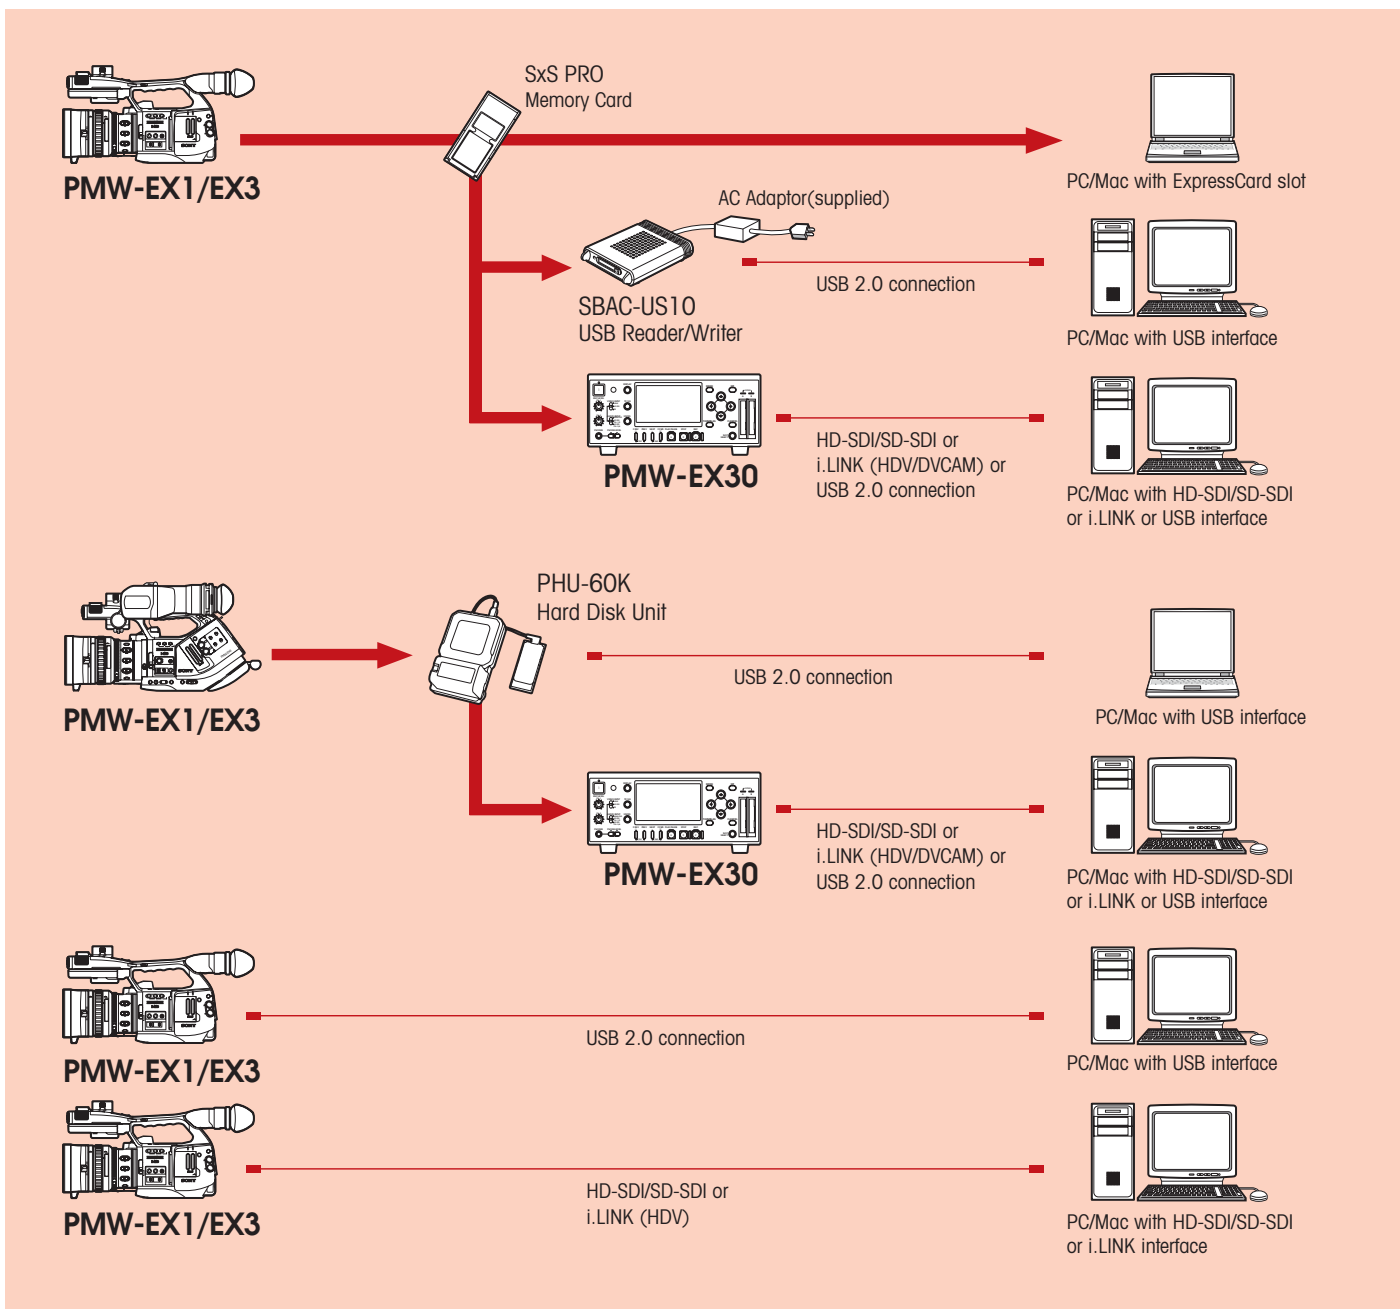 SxS PRO
Memory Card
PMW-EX1/EX3
PC/Mac with ExpressCard slot
AC Adaptor(supplied)
USB 2.0 connection
SBAC-US10
USB Reader/Writer
PC/Mac with USB interface
PMW-EX30
HD-SDI/SD-SDI or
i.LINK (HDV/DVCAM) or
USB 2.0 connection
PC/Mac with HD-SDI/SD-SDI
or i.LINK or USB interface
PHU-60K
Hard Disk Unit
PMW-EX1/EX3
USB 2.0 connection
PC/Mac with USB interface
PMW-EX30
HD-SDI/SD-SDI or
i.LINK (HDV/DVCAM) or
USB 2.0 connection
PC/Mac with HD-SDI/SD-SDI
or i.LINK or USB interface
PMW-EX1/EX3
USB 2.0 connection
PC/Mac with USB interface
PMW-EX1/EX3
HD-SDI/SD-SDI or
i.LINK (HDV)
PC/Mac with HD-SDI/SD-SDI
or i.LINK interface